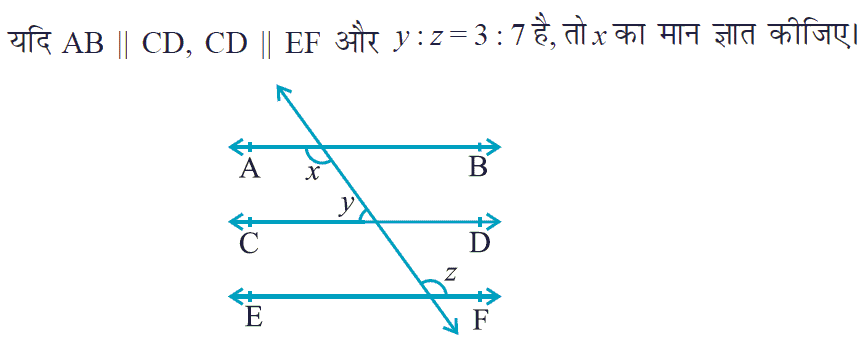 यदि AB || CD, CD || EF और y : z = 3 : 7 है, तो x का मान ज्ञात कीजिए।
A B
x
y
C D
z
E F